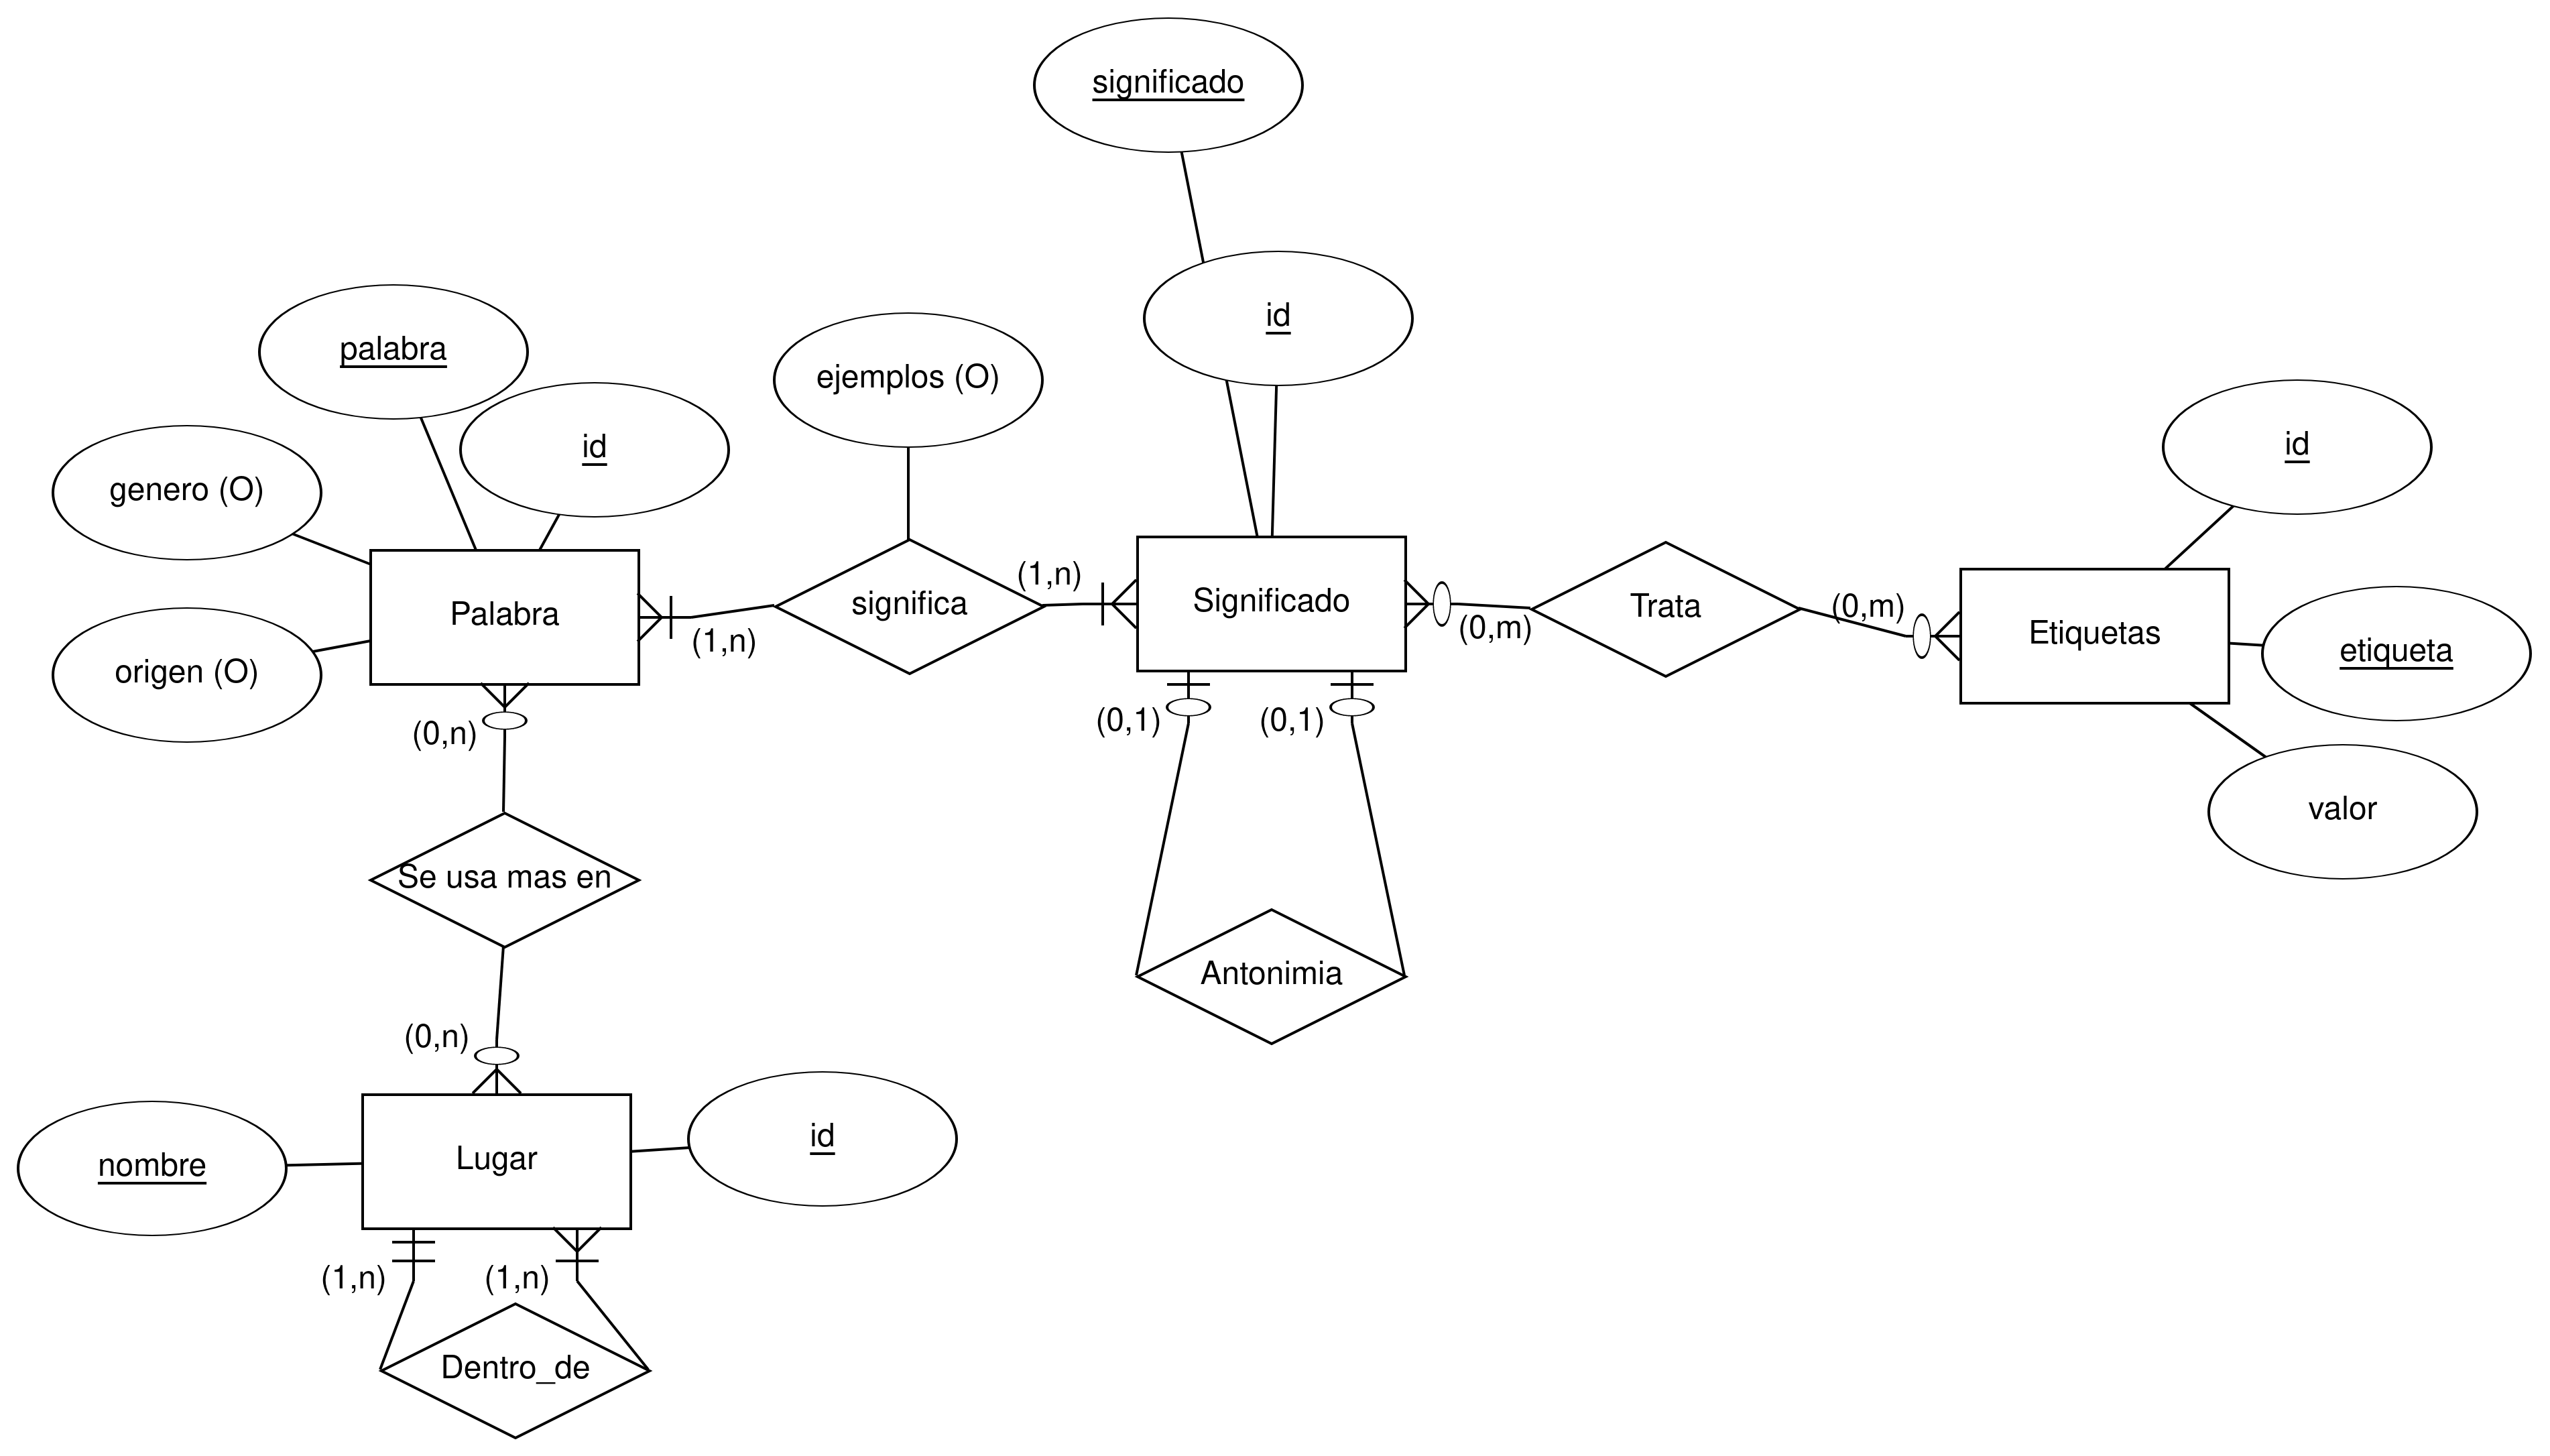 significado
id
palabra
ejemplos (O)
id
id
genero (O)
(1,n)
Palabra
significa
Significado
Trata
(0,m)
Etiquetas
(1,n)
(0,m)
etiqueta
origen (O)
(0,n)
(0,1)
(0,1)
valor
Se usa mas en
Antonimia
(0,n)
nombre
Lugar
id
(1,n)
(1,n)
Dentro_de